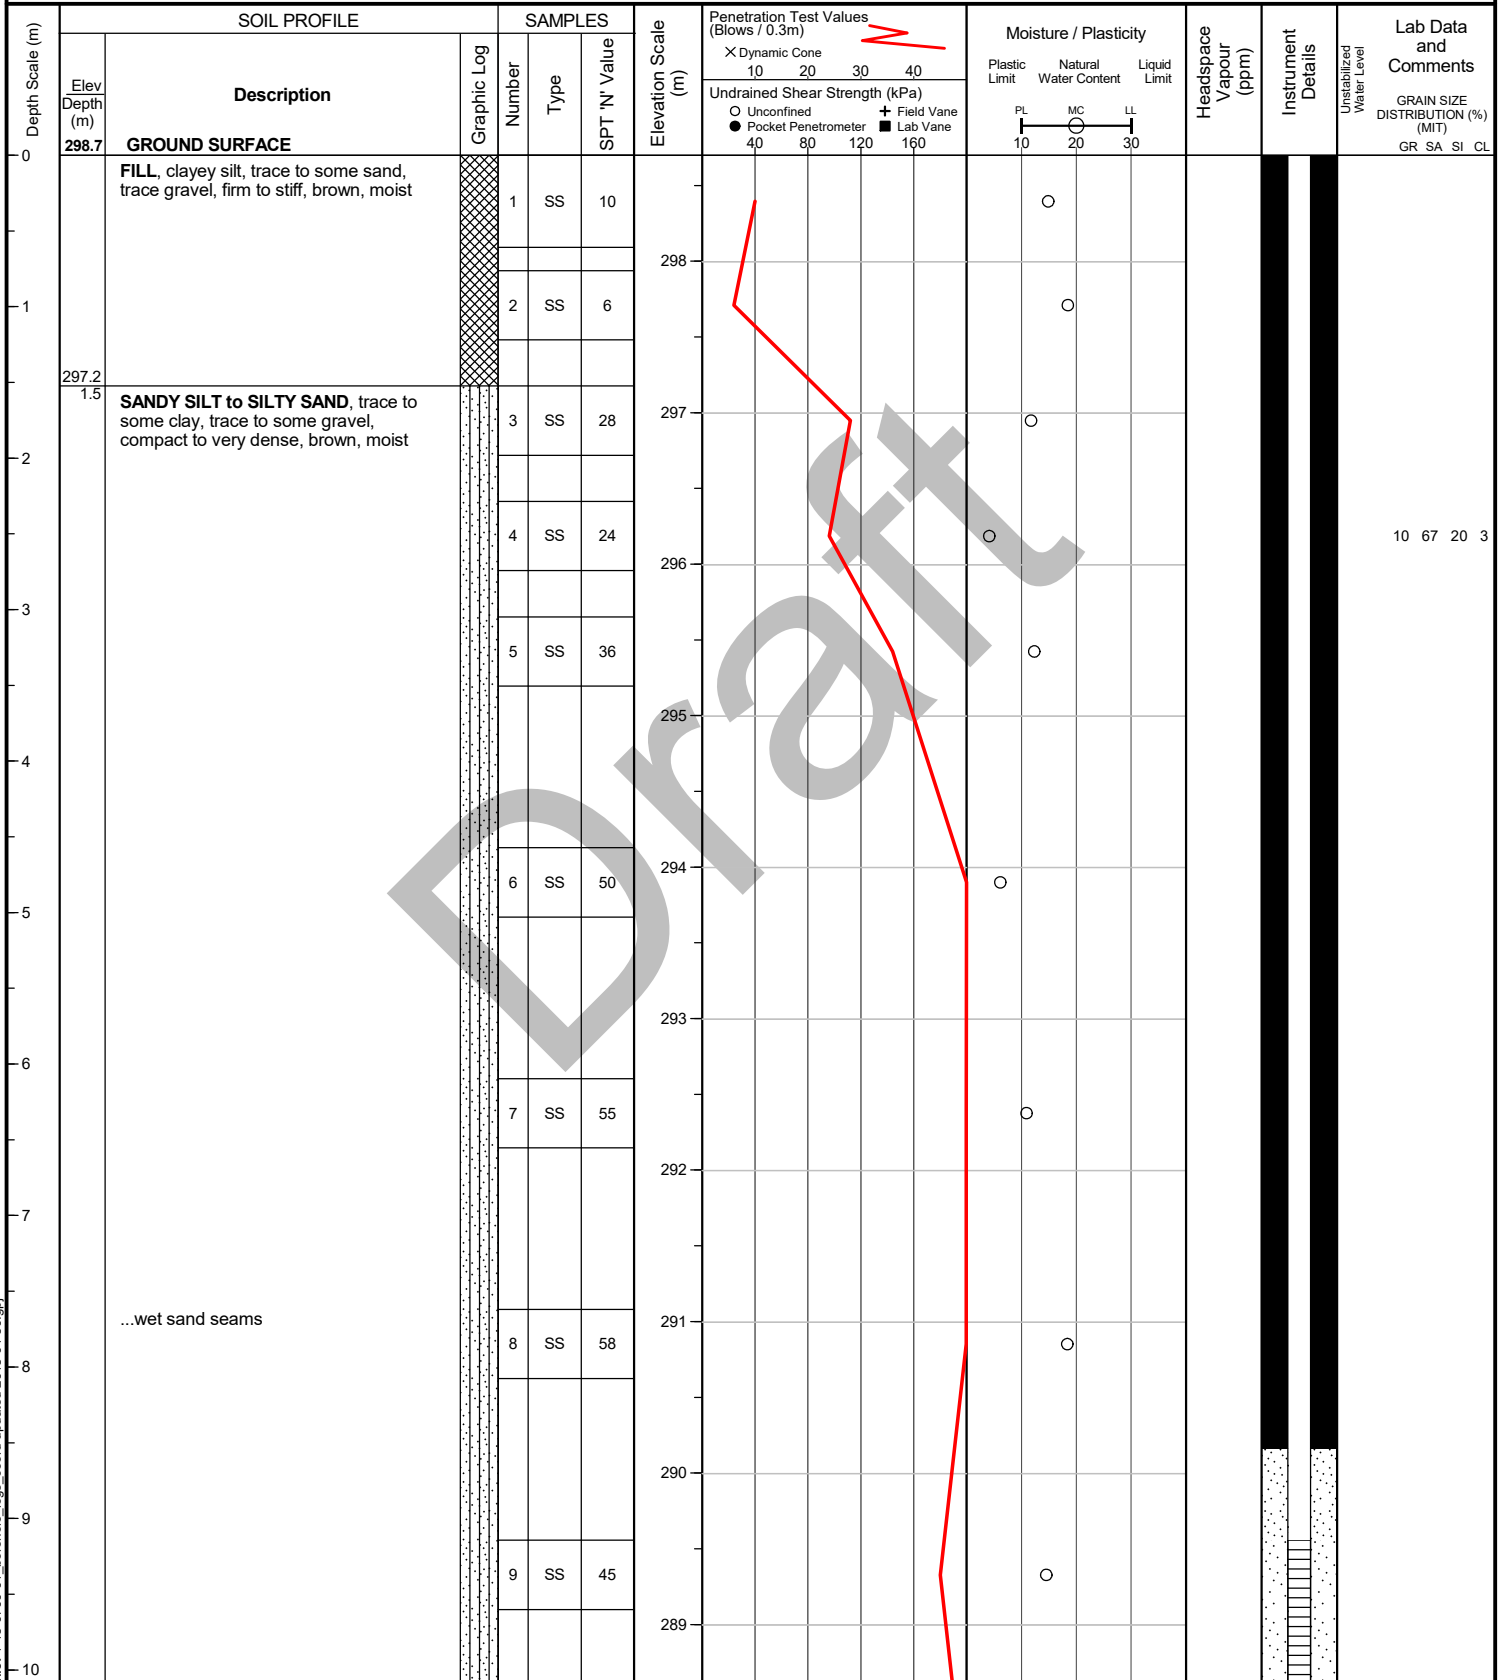 SOIL PROFILE
SAMPLES
Depth Scale (m)
Elev
Depth
(m)
Description
Graphic Log
Number
Type
SPT 'N' Value
Elevation Scale
(m)
Penetration Test Values
(Blows / 0.3m)
X Dynamic Cone
10 20 30 40
Undrained Shear Strength (kPa)
Unconfined
Field Vane
Pocket Penetrometer
Lab Vane
40 80 120 160
Moisture / Plasticity
Plastic
Limit
Natural
Water Content
Liquid
Limit
PL MC LL
10 20 30
Headspace
Vapour
(ppm)
Instrument
Details
Unstabilized
Water Level
Lab Data
and
Comments
GRAIN SIZE
DISTRIBUTION (%)
(MIT)
GR SA SI CL
298.7 GROUND SURFACE
0
FILL, clayey silt, trace to some sand,
trace gravel, firm to stiff, brown, moist
1 SS 10
298
1
2 SS 6
297.2
1.5
SANDY SILT to SILTY SAND, trace to
some clay, trace to some gravel,
compact to very dense, brown, moist
3 SS 28
297
2
4 SS 24
10 67 20 3
296
3
5 SS 36
295
4
294
6 SS 50
5
293
6
7 SS 55
292
7
...wet sand seams
291
8 SS 58
8
290
9
9 SS 45
289
10
Draft